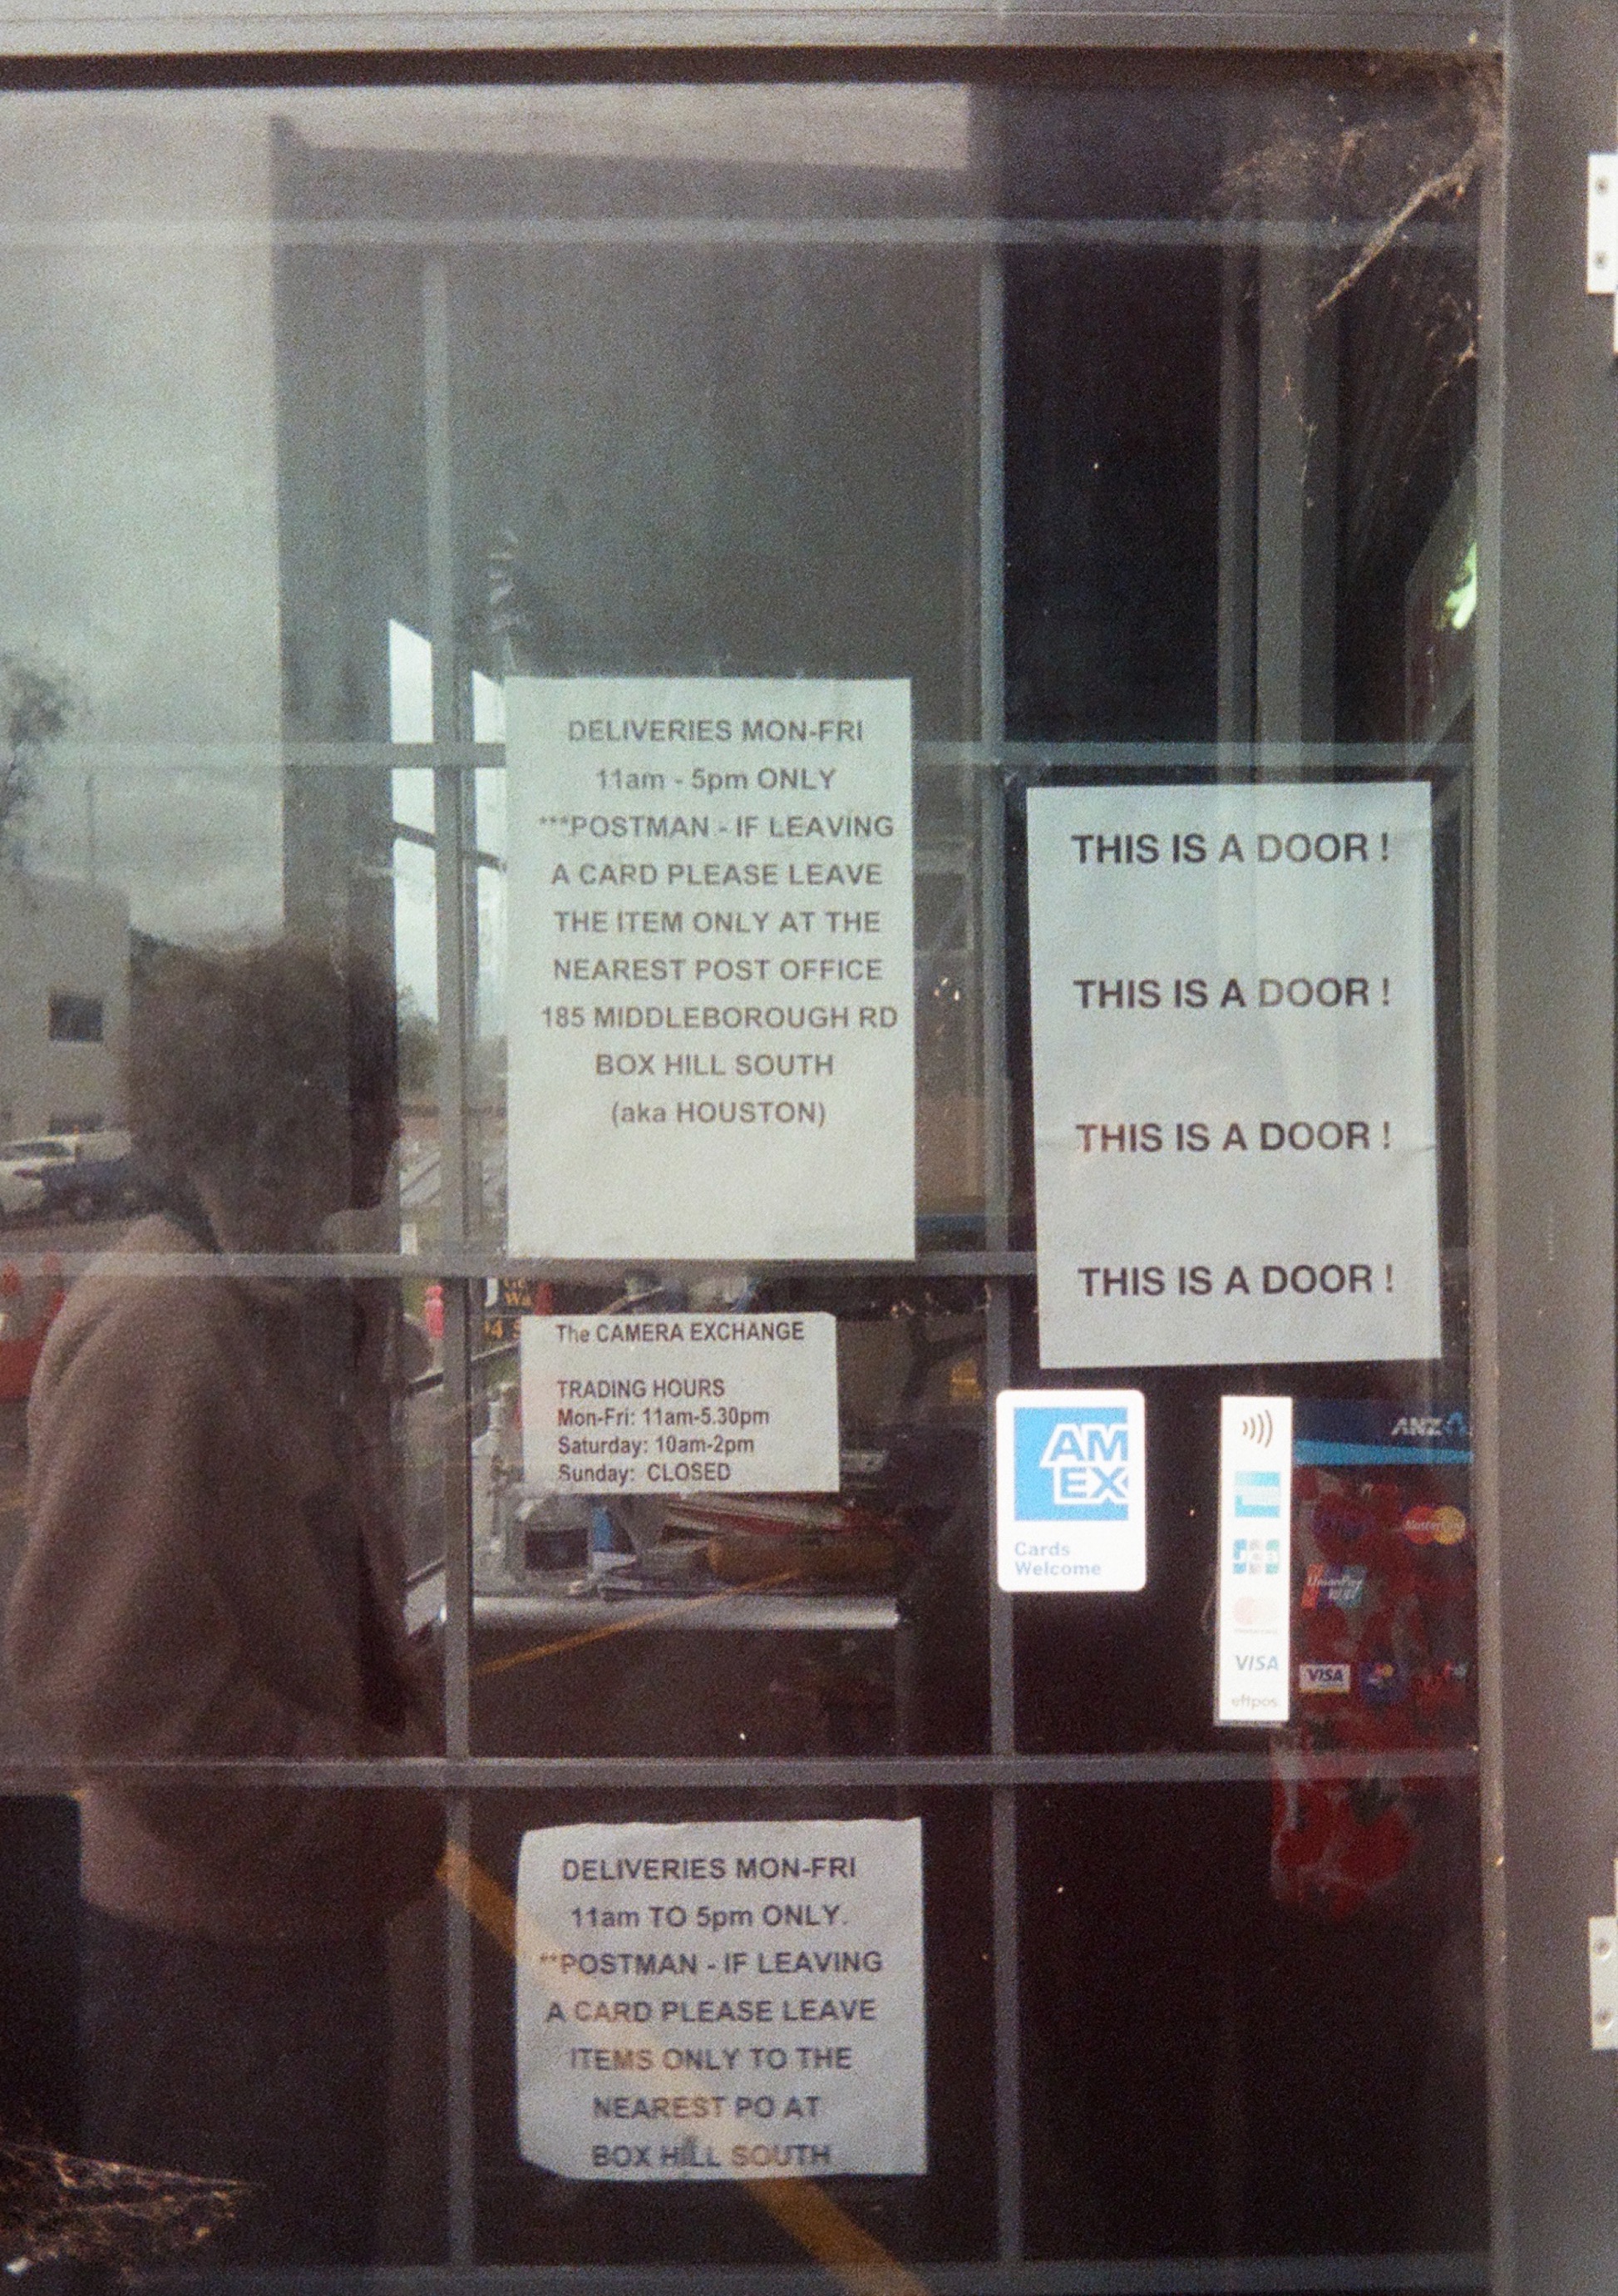 DELIVERIES MON-FRI
11am - 5pm ONLY
***POSTMAN - IF LEAVING
A CARD PLEASE LEAVE
THE ITEM ONLY AT THE
NEAREST POST OFFICE
185 MIDDLEBOROUGH RD
BOX HILL SOUTH
(aka HOUSTON)
THIS IS A DOOR !
THIS IS A DOOR !
THIS IS A DOOR !
THIS IS A DOOR !
The CAMERA EXCHANGE
TRADING HOURS
Mon-Fri: 11am-5.30pm
Saturday: 10am-2pm
Sunday: CLOSED
AM
EX
Cards
Welcome
JCB
mastercard
VISA
eftpos
ANZ
MasterCard
UnionPay
VISA
DELIVERIES MON-FRI
11am TO 5pm ONLY.
**POSTMAN - IF LEAVING
A CARD PLEASE LEAVE
ITEMS ONLY TO THE
NEAREST PO AT
BOX HILL SOUTH